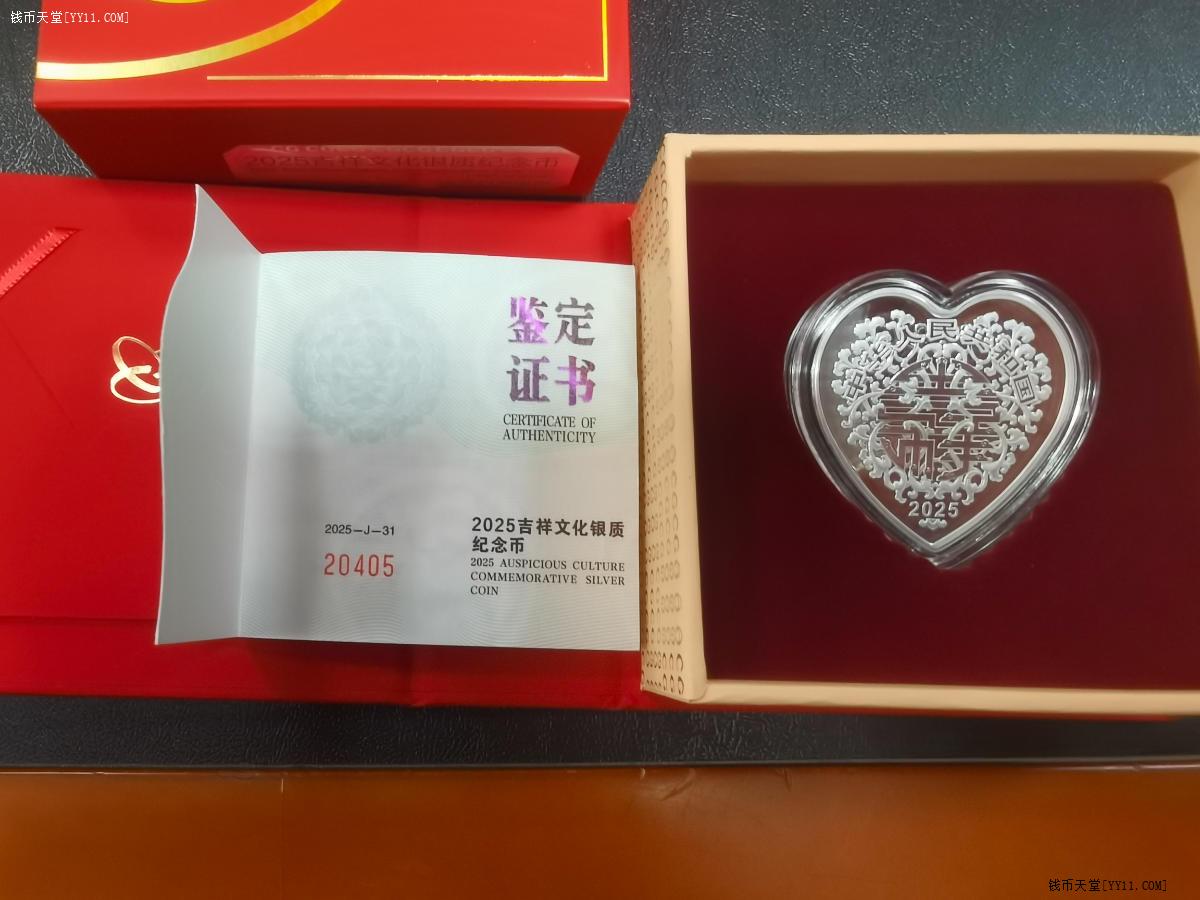 钱币天堂[YY11.COM]
2025吉祥文化银质纪念币
鉴定
证书
CERTIFICATE OF
AUTHENTICITY
2025—J—31
20405
2025吉祥文化银质
纪念币
2025 AUSPICIOUS CULTURE
COMMEMORATIVE SILVER
COIN
中华人民共和国
2025
钱币天堂[YY11.COM]